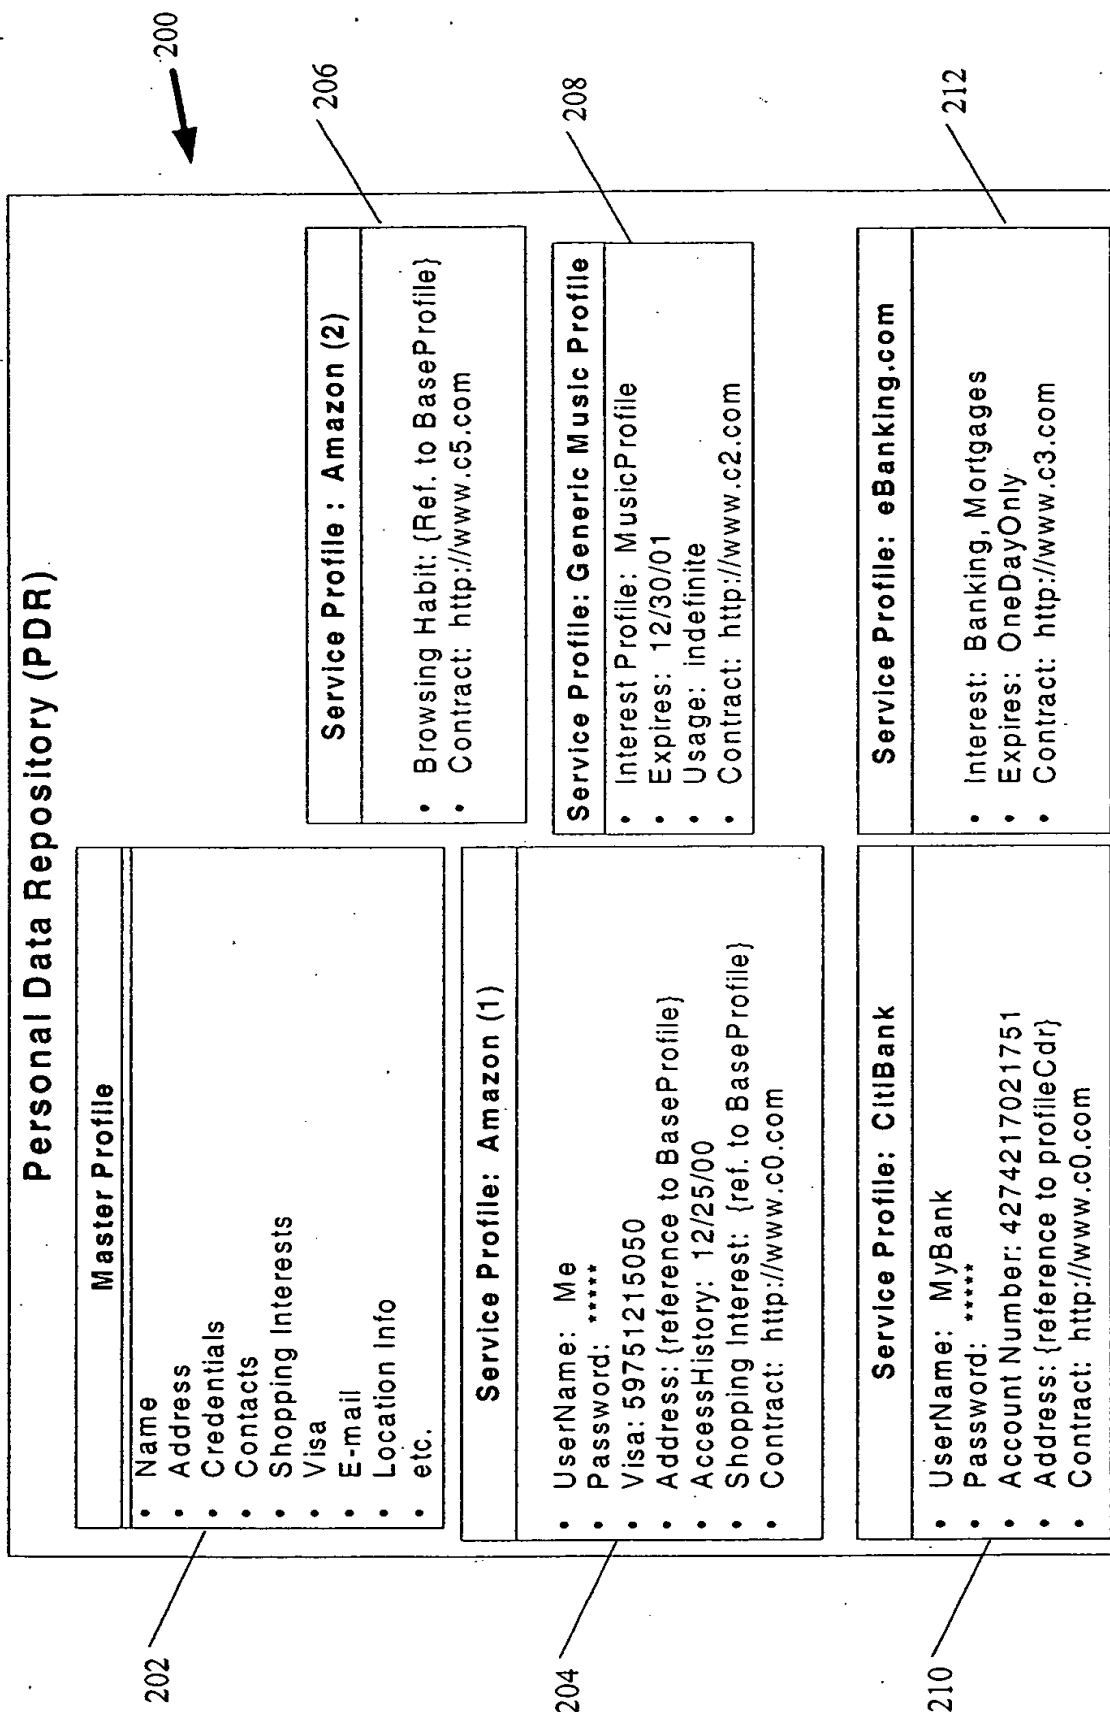 Personal Data Repository (PDR)
200
Master Profile
• Name
• Address
• Credentials
• Contacts
• Shopping Interests
• Visa
• E-mail
• Location Info
• etc.
202
Service Profile : Amazon (2)
• Browsing Habit: {Ref. to BaseProfile}
• Contract: http://www.c5.com
206
Service Profile: Amazon (1)
• UserName: Me
• Password: *****
• Visa: 59751215050
• Address: {reference to BaseProfile}
• AccessHistory: 12/25/00
• Shopping Interest: {ref. to BaseProfile}
• Contract: http://www.c0.com
204
Service Profile: Generic Music Profile
• Interest Profile: MusicProfile
• Expires: 12/30/01
• Usage: indefinite
• Contract: http://www.c2.com
208
Service Profile: CitiBank
• UserName: MyBank
• Password: *****
• Account Number: 427421702 1751
• Address: {reference to profileCdr}
• Contract: http://www.c0.com
210
Service Profile: eBanking.com
• Interest: Banking, Mortgages
• Expires: OneDayOnly
• Contract: http://www.c3.com
212